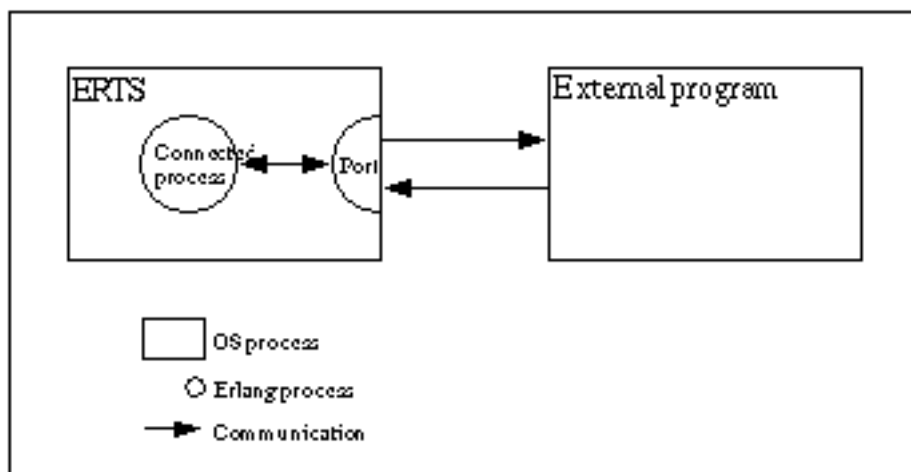 ERTS
External program
Connected
process
Port
OS process
Erlang process
Communication